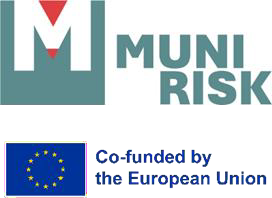 M MUNI
RISK
Co-funded by
the European Union